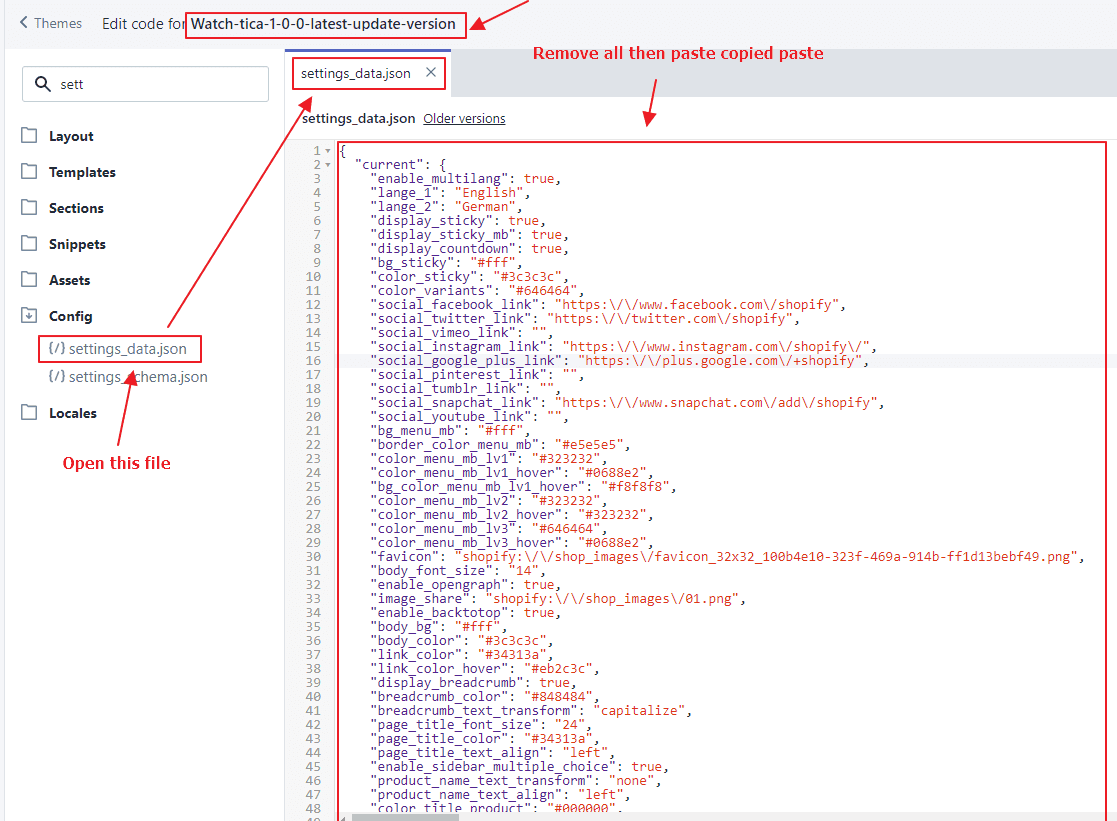 Themes
Edit code for Watch-tica-1-0-0-latest-update-version
Remove all then paste copied paste
sett
settings_data.json
settings_data.json Older versions
Layout
Templates
Sections
Snippets
Assets
Config
{/} settings_data.json
{/} settings_schema.json
Locales
Open this file
1 {
2 "current": {
3 "enable_multilang": true,
4 "lange_1": "English",
5 "lange_2": "German",
6 "display_sticky": true,
7 "display_sticky_mb": true,
8 "display_countdown": true,
9 "bg_sticky": "#fff",
10 "color_sticky": "#3c3c3c",
11 "color_variants": "#646464",
12 "social_facebook_link": "https:\/\/www.facebook.com\/shopify",
13 "social_twitter_link": "https:\/\/twitter.com\/shopify",
14 "social_vimeo_link": "",
15 "social_instagram_link": "https:\/\/www.instagram.com\/shopify\/",
16 "social_google_plus_link": "https:\/\/plus.google.com\/+shopify",
17 "social_pinterest_link": "",
18 "social_tumblr_link": "",
19 "social_snapchat_link": "https:\/\/www.snapchat.com\/add\/shopify",
20 "social_youtube_link": "",
21 "bg_menu_mb": "#fff",
22 "border_color_menu_mb": "#e5e5e5",
23 "color_menu_mb_lv1": "#323232",
24 "color_menu_mb_lv1_hover": "#0688e2",
25 "bg_color_menu_mb_lv1_hover": "#f8f8f8",
26 "color_menu_mb_lv2": "#323232",
27 "color_menu_mb_lv2_hover": "#323232",
28 "color_menu_mb_lv3": "#646464",
29 "color_menu_mb_lv3_hover": "#0688e2",
30 "favicon": "shopify:\/\/shop_images\/favicon_32x32_100b4e10-323f-469a-914b-ff1d13bebf49.png",
31 "body_font_size": "14",
32 "enable_opengraph": true,
33 "image_share": "shopify:\/\/shop_images\/01.png",
34 "enable_backtotop": true,
35 "body_bg": "#fff",
36 "body_color": "#3c3c3c",
37 "link_color": "#34313a",
38 "link_color_hover": "#eb2c3c",
39 "display_breadcrumb": true,
40 "breadcrumb_color": "#848484",
41 "breadcrumb_text_transform": "capitalize",
42 "page_title_font_size": "24",
43 "page_title_color": "#34313a",
44 "page_title_text_align": "left",
45 "enable_sidebar_multiple_choice": true,
46 "product_name_text_transform": "none",
47 "product_name_text_align": "left",
48 "color_title_product": "#000000",